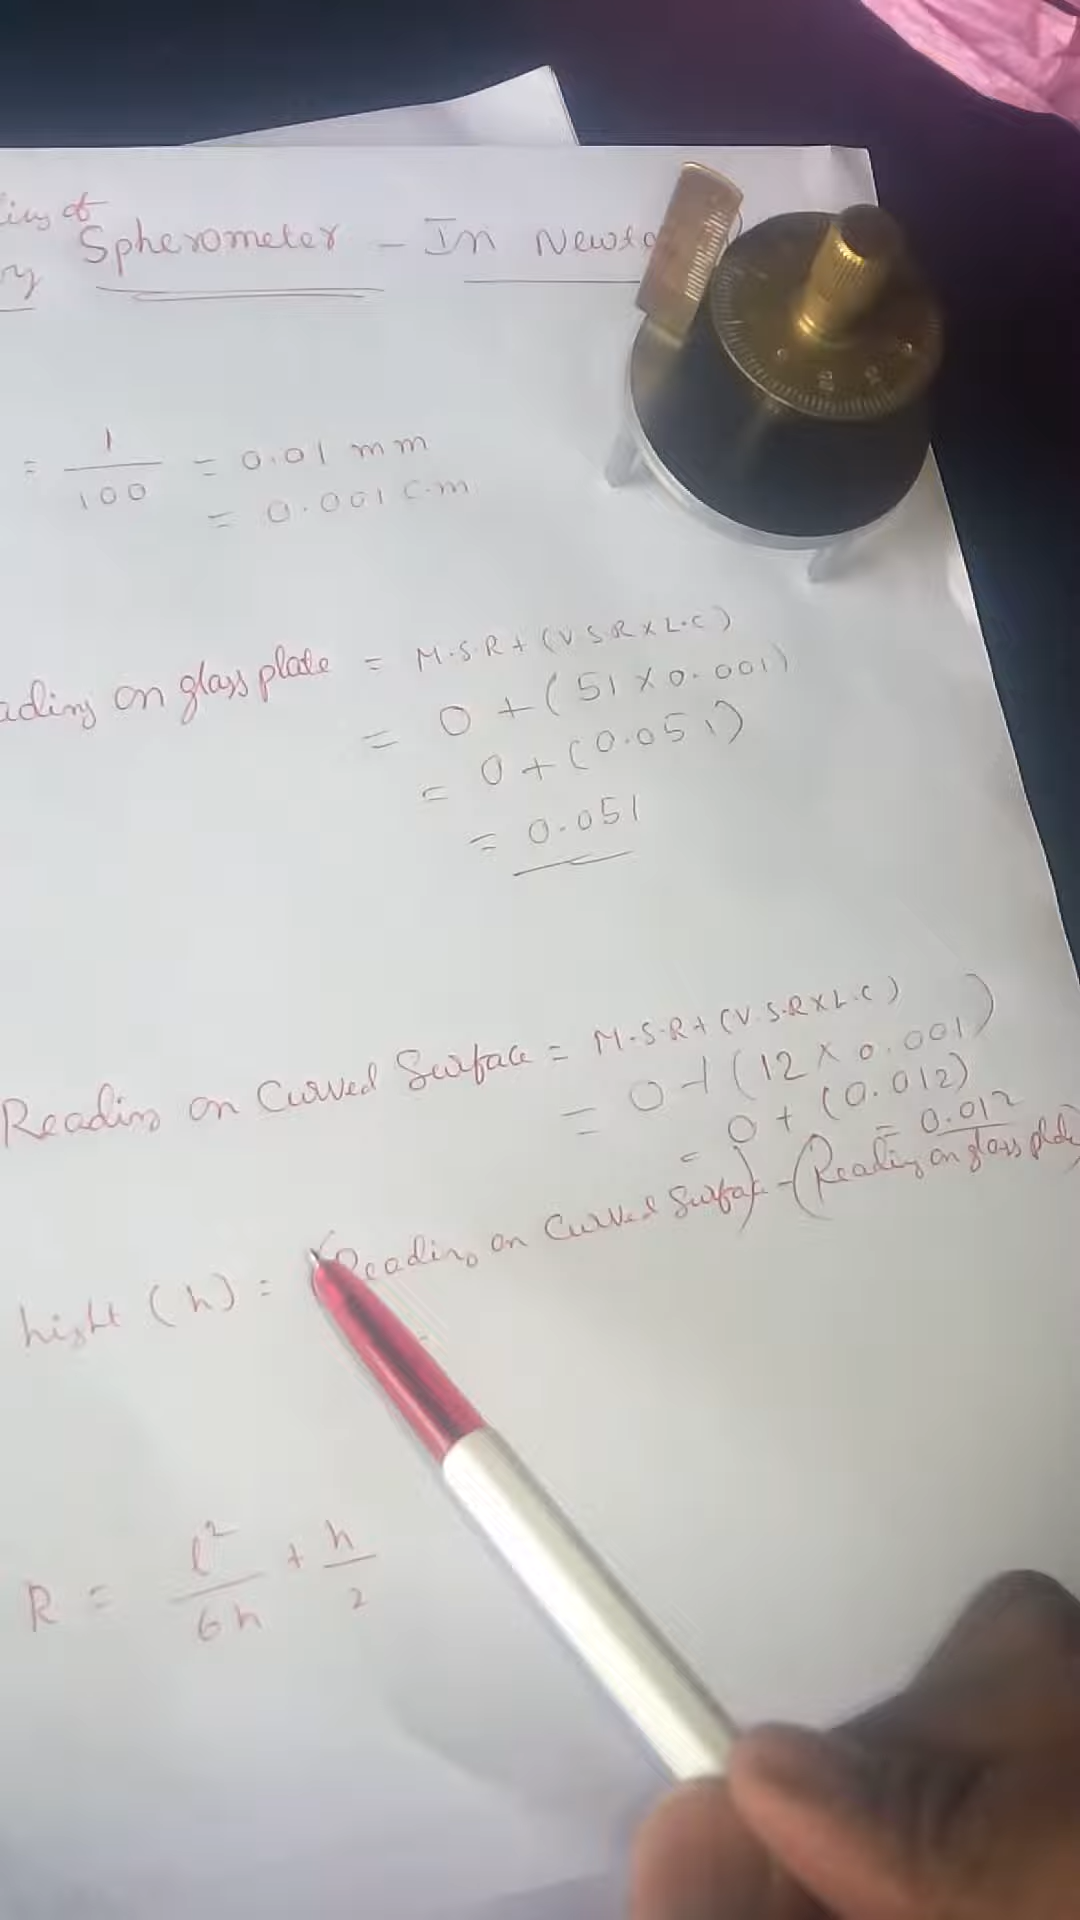 Spherometer - In
= 1/100 = 0.01 mm
= 0.001 c.m
on glass plate = M.S.R + (V.S.R X L.C)
= 0 + (51 X 0.001)
= 0 + (0.051)
= 0.051
Reading on Curved Surface = M.S.R + (V.S.R X L.C)
= 0 + (12 X 0.001)
= 0 + (0.012)
= 0.012
hight (h) = (Reading on Curved Surface) - (Reading on glass plate)
R = l²/6h + h/2